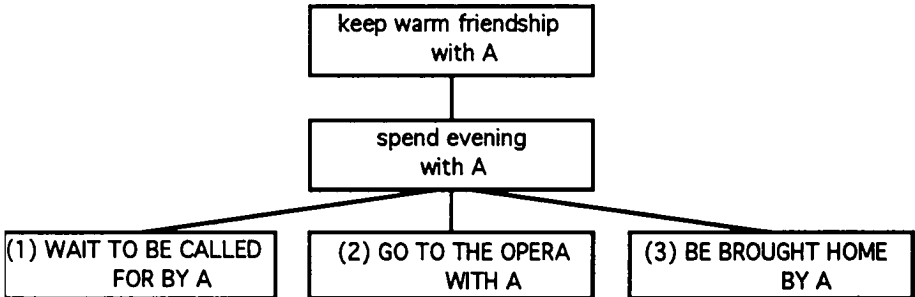 keep warm friendship
with A
spend evening
with A
(1) WAIT TO BE CALLED
FOR BY A
(2) GO TO THE OPERA
WITH A
(3) BE BROUGHT HOME
BY A